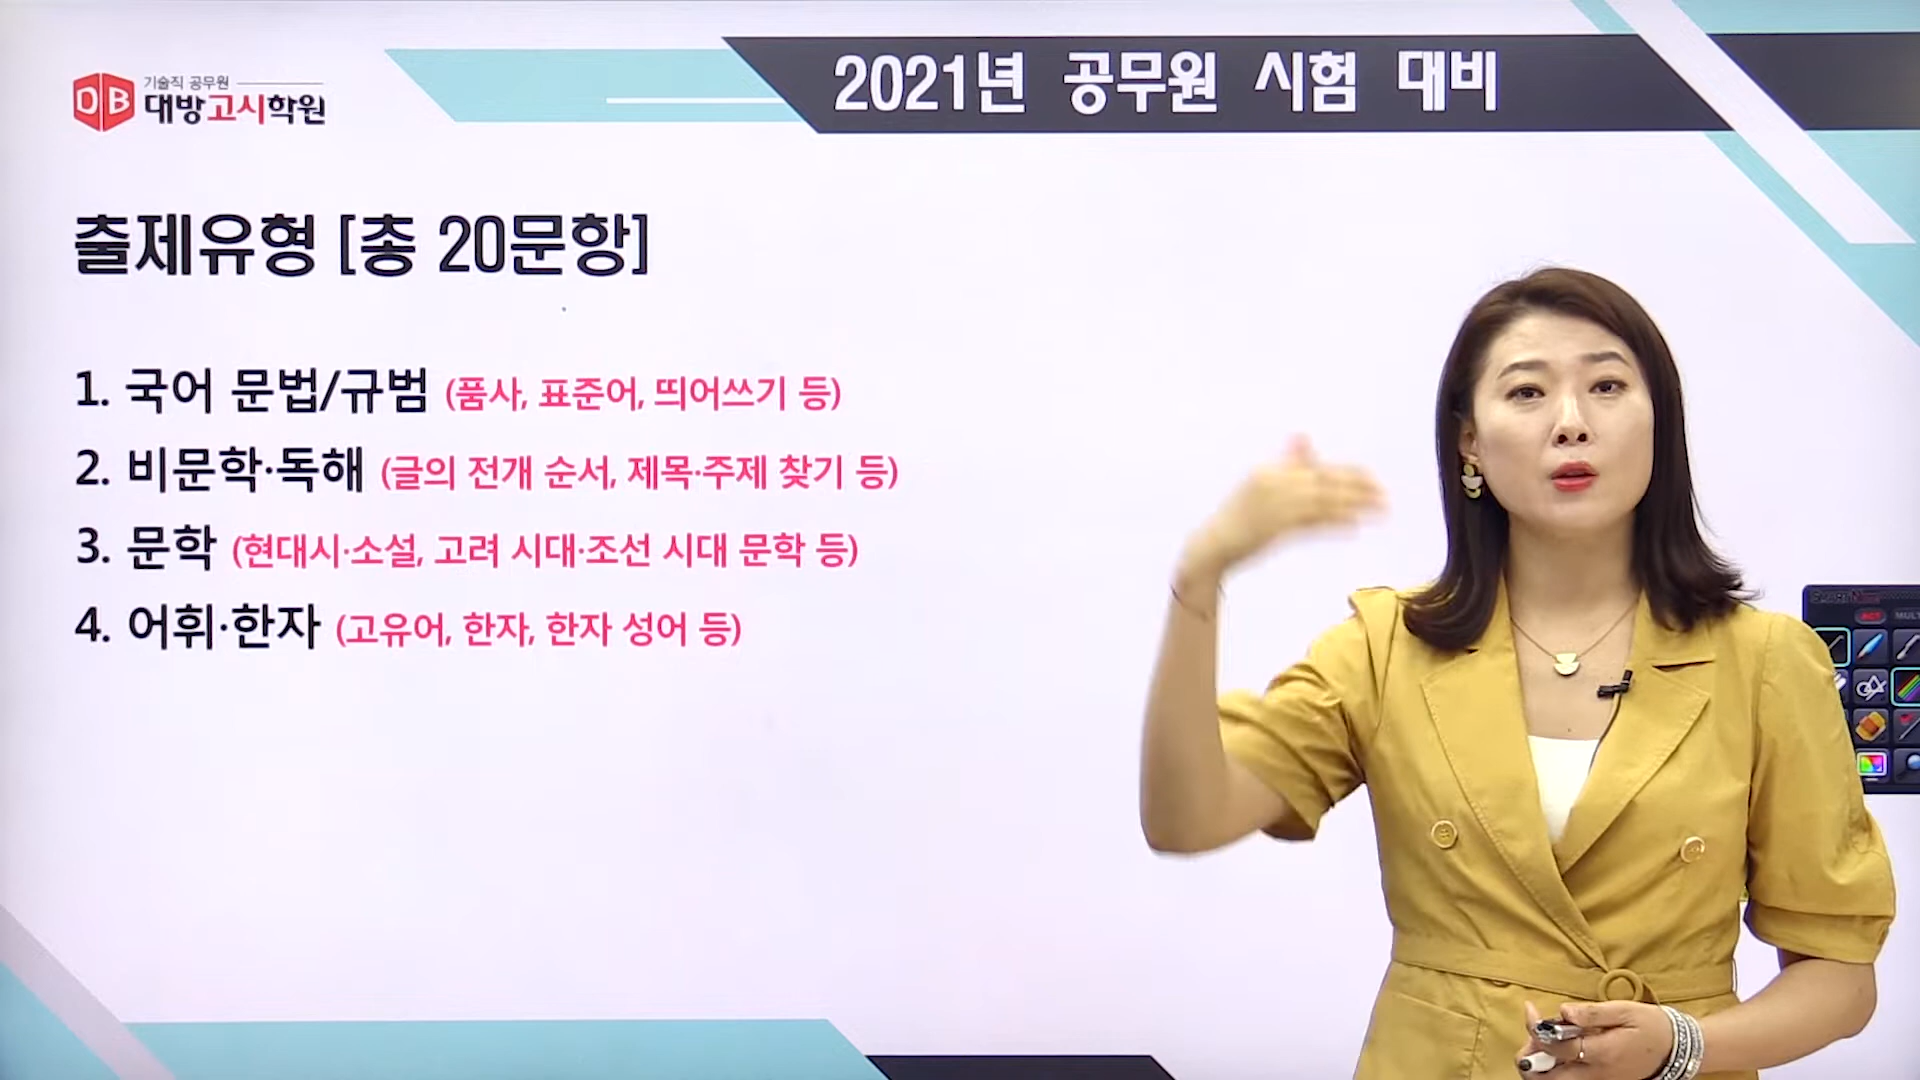 기술직 공무원
DB 대방고시학원
2021년 공무원 시험 대비
출제유형 [총 20문항]
1. 국어 문법/규범 (품사, 표준어, 띄어쓰기 등)
2. 비문학·독해 (글의 전개 순서, 제목·주제 찾기 등)
3. 문학 (현대시·소설, 고려 시대·조선 시대 문학 등)
4. 어휘·한자 (고유어, 한자, 한자 성어 등)